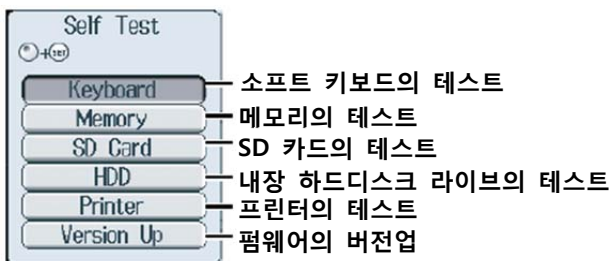 Self Test
+SET
Keyboard 소프트 키보드의 테스트
Memory 메모리의 테스트
SD Card SD 카드의 테스트
HDD 내장 하드디스크 라이브의 테스트
Printer 프린터의 테스트
Version Up 펌웨어의 버전업